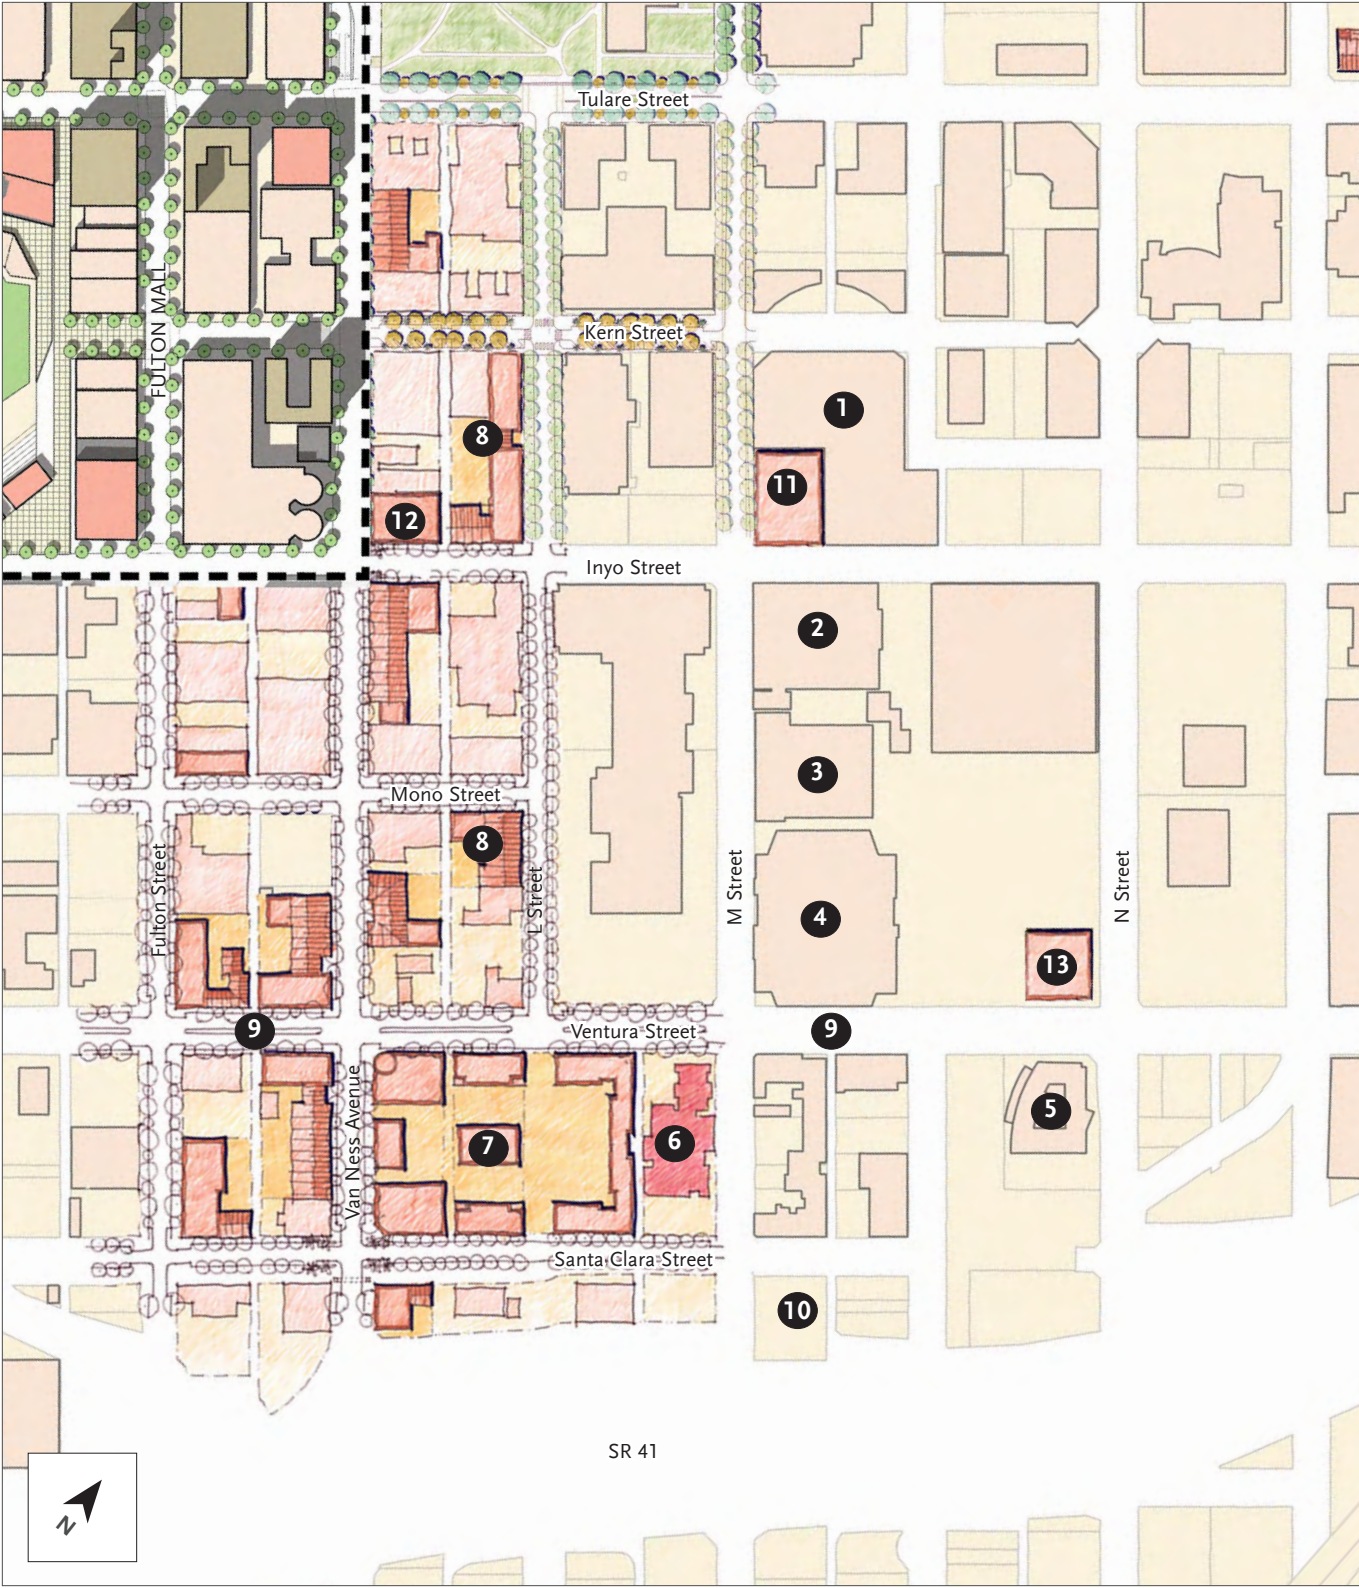 Tulare Street
FULTON MALL
Kern Street
1
8
11
12
Inyo Street
2
3
Mono Street
8
Fulton Street
L Street
M Street
N Street
4
13
9
Ventura Street
9
Van Ness Avenue
5
7
6
Santa Clara Street
10
SR 41
N